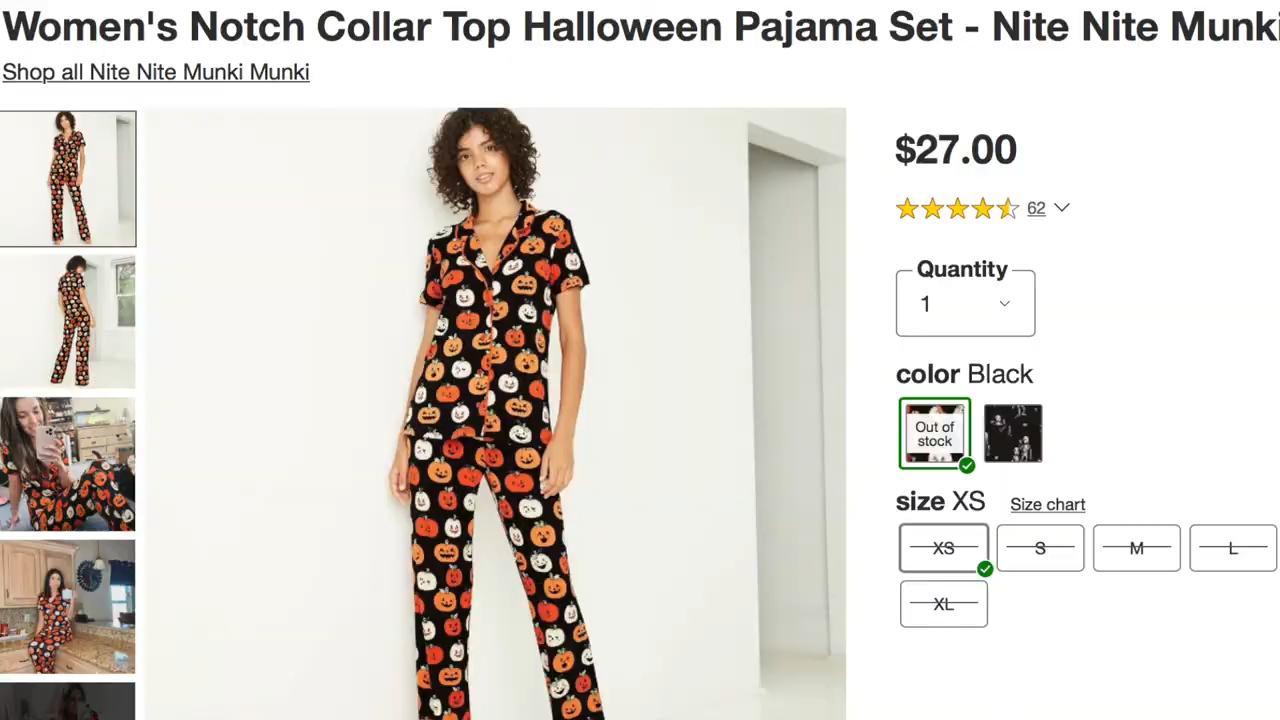 Women's Notch Collar Top Halloween Pajama Set - Nite Nite Munki
Shop all Nite Nite Munki Munki
$27.00
62
Quantity
1
color Black
Out of
stock
size XS Size chart
XS S M L
XL